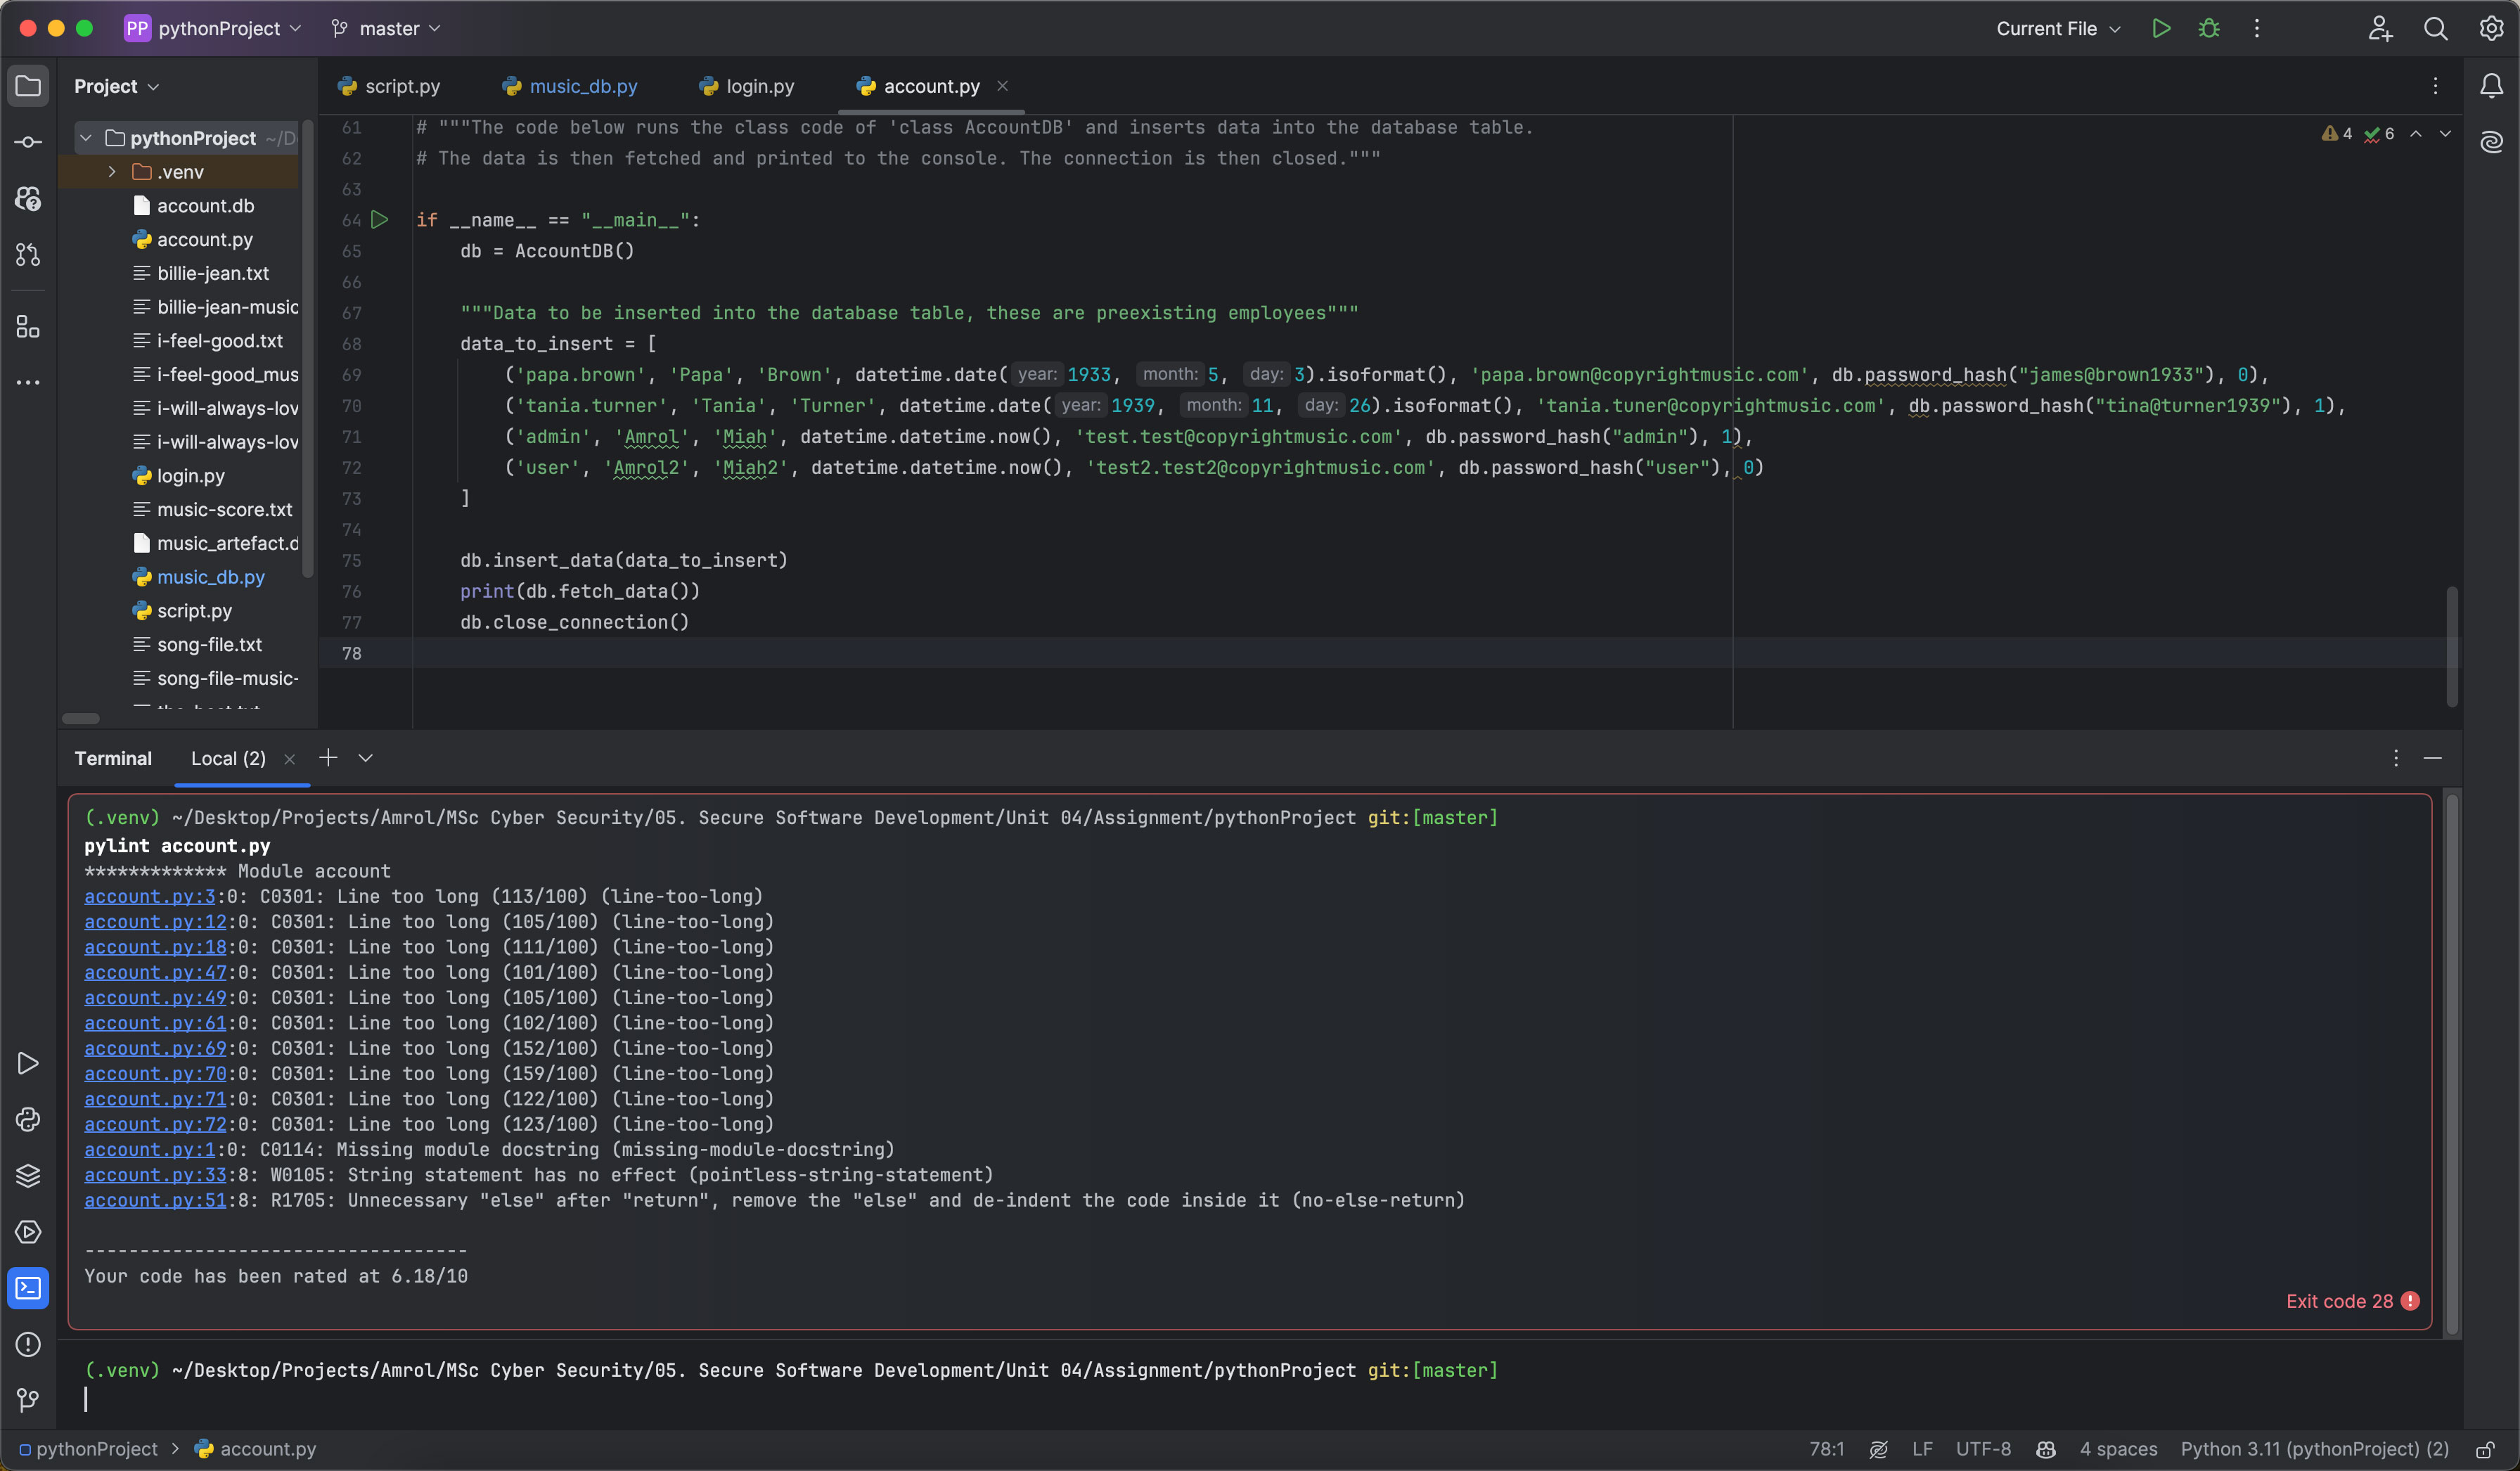 PP pythonProject master Current File
Project script.py music_db.py login.py account.py
pythonProject ~/D
.venv
account.db
account.py
billie-jean.txt
billie-jean-music
i-feel-good.txt
i-feel-good_mus
i-will-always-lov
i-will-always-lov
login.py
music-score.txt
music_artefact.d
music_db.py
script.py
song-file.txt
song-file-music-
4 6
61 # """The code below runs the class code of 'class AccountDB' and inserts data into the database table.
62 # The data is then fetched and printed to the console. The connection is then closed."""
63
64 if __name__ == "__main__":
65 db = AccountDB()
66
67 """Data to be inserted into the database table, these are preexisting employees"""
68 data_to_insert = [
69 ('papa.brown', 'Papa', 'Brown', datetime.date( year: 1933, month: 5, day: 3).isoformat(), 'papa.brown@copyrightmusic.com', db.password_hash("james@brown1933"), 0),
70 ('tania.turner', 'Tania', 'Turner', datetime.date( year: 1939, month: 11, day: 26).isoformat(), 'tania.tuner@copyrightmusic.com', db.password_hash("tina@turner1939"), 1),
71 ('admin', 'Amrol', 'Miah', datetime.datetime.now(), 'test.test@copyrightmusic.com', db.password_hash("admin"), 1),
72 ('user', 'Amrol2', 'Miah2', datetime.datetime.now(), 'test2.test2@copyrightmusic.com', db.password_hash("user"), 0)
73 ]
74
75 db.insert_data(data_to_insert)
76 print(db.fetch_data())
77 db.close_connection()
78
Terminal Local (2)
(.venv) ~/Desktop/Projects/Amrol/MSc Cyber Security/05. Secure Software Development/Unit 04/Assignment/pythonProject git:[master]
pylint account.py
************* Module account
account.py:3:0: C0301: Line too long (113/100) (line-too-long)
account.py:12:0: C0301: Line too long (105/100) (line-too-long)
account.py:18:0: C0301: Line too long (111/100) (line-too-long)
account.py:47:0: C0301: Line too long (101/100) (line-too-long)
account.py:49:0: C0301: Line too long (105/100) (line-too-long)
account.py:61:0: C0301: Line too long (102/100) (line-too-long)
account.py:69:0: C0301: Line too long (152/100) (line-too-long)
account.py:70:0: C0301: Line too long (159/100) (line-too-long)
account.py:71:0: C0301: Line too long (122/100) (line-too-long)
account.py:72:0: C0301: Line too long (123/100) (line-too-long)
account.py:1:0: C0114: Missing module docstring (missing-module-docstring)
account.py:33:8: W0105: String statement has no effect (pointless-string-statement)
account.py:51:8: R1705: Unnecessary "else" after "return", remove the "else" and de-indent the code inside it (no-else-return)
-----------------------------------
Your code has been rated at 6.18/10
Exit code 28
(.venv) ~/Desktop/Projects/Amrol/MSc Cyber Security/05. Secure Software Development/Unit 04/Assignment/pythonProject git:[master]
pythonProject > account.py 78:1 LF UTF-8 4 spaces Python 3.11 (pythonProject) (2)